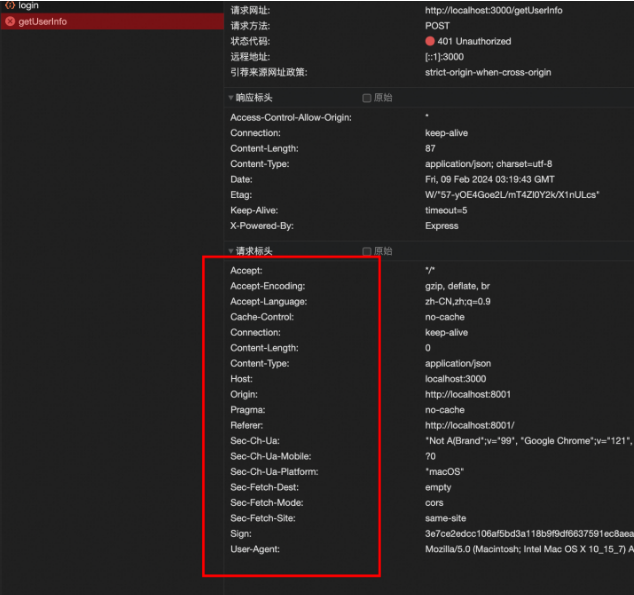 login
getUserInfo
请求网址: http://localhost:3000/getUserInfo
请求方法: POST
状态代码: 401 Unauthorized
远程地址: [::1]:3000
引荐来源网址政策: strict-origin-when-cross-origin
响应标头 原始
Access-Control-Allow-Origin: *
Connection: keep-alive
Content-Length: 87
Content-Type: application/json; charset=utf-8
Date: Fri, 09 Feb 2024 03:19:43 GMT
Etag: W/"57-yOE4Goe2L/mT4ZI0Y2k/X1nULcs"
Keep-Alive: timeout=5
X-Powered-By: Express
请求标头 原始
Accept: */*
Accept-Encoding: gzip, deflate, br
Accept-Language: zh-CN,zh;q=0.9
Cache-Control: no-cache
Connection: keep-alive
Content-Length: 0
Content-Type: application/json
Host: localhost:3000
Origin: http://localhost:8001
Pragma: no-cache
Referer: http://localhost:8001/
Sec-Ch-Ua: "Not A(Brand";v="99", "Google Chrome";v="121",
Sec-Ch-Ua-Mobile: ?0
Sec-Ch-Ua-Platform: "macOS"
Sec-Fetch-Dest: empty
Sec-Fetch-Mode: cors
Sec-Fetch-Site: same-site
Sign: 3e7ce2edcc106af5bd3a118b9f9df6637591ec8aea
User-Agent: Mozilla/5.0 (Macintosh; Intel Mac OS X 10_15_7) A